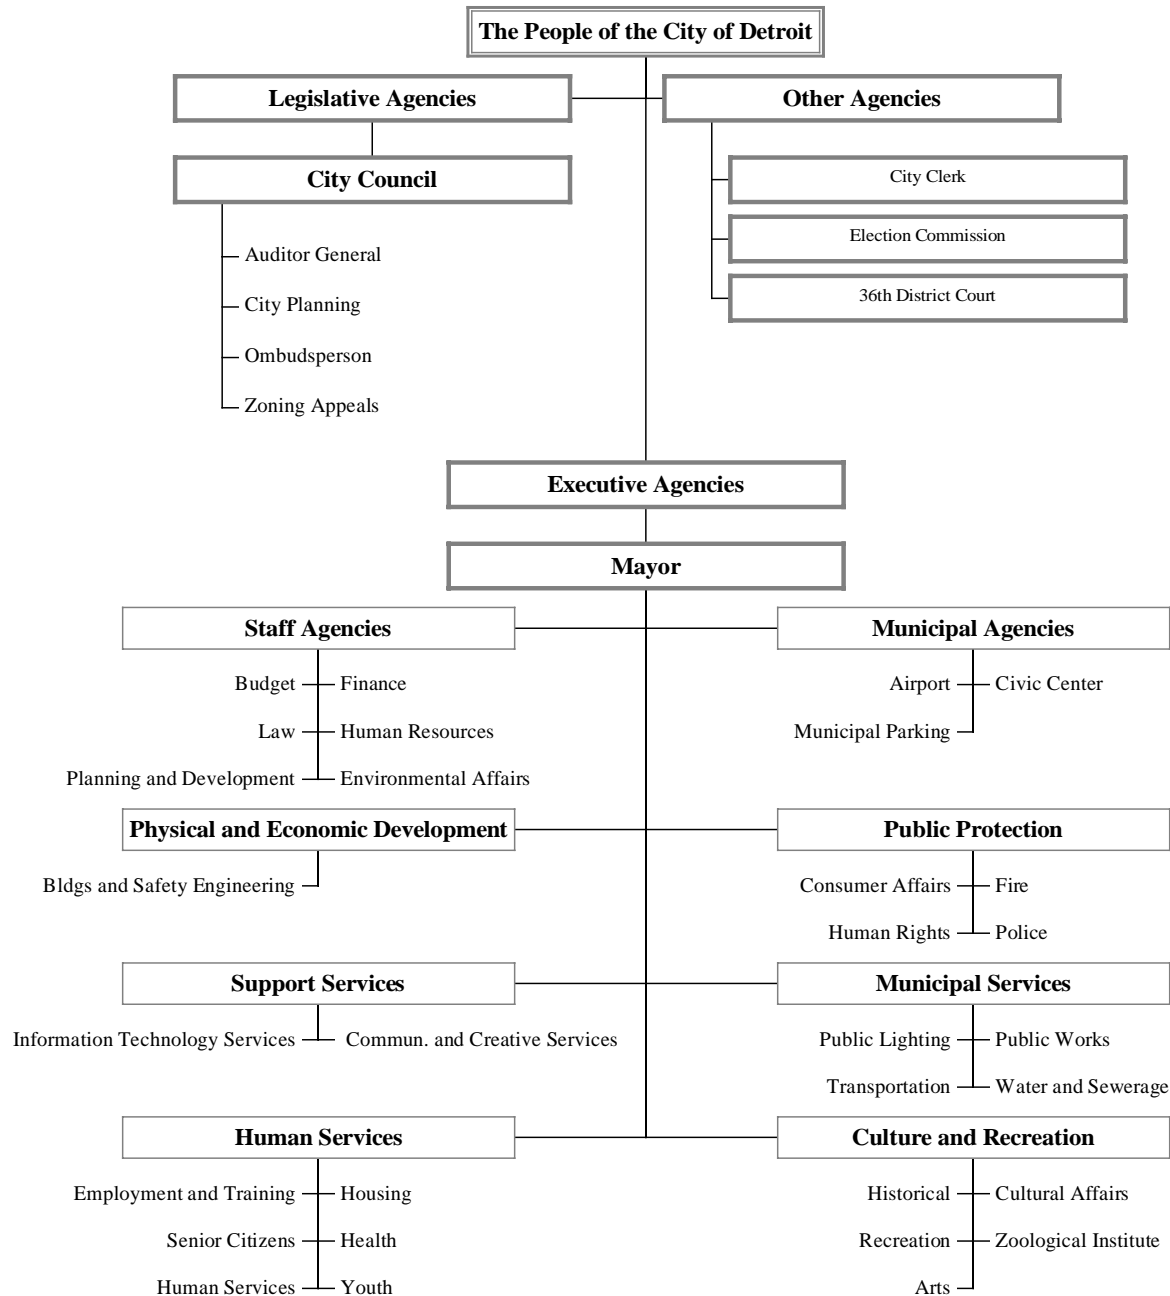 The People of the City of Detroit
Legislative Agencies
Other Agencies
City Council
City Clerk
Election Commission
36th District Court
Auditor General
City Planning
Ombudsperson
Zoning Appeals
Executive Agencies
Mayor
Staff Agencies
Municipal Agencies
Budget
Finance
Airport
Civic Center
Law
Human Resources
Municipal Parking
Planning and Development
Environmental Affairs
Physical and Economic Development
Public Protection
Bldgs and Safety Engineering
Consumer Affairs
Fire
Human Rights
Police
Support Services
Municipal Services
Information Technology Services
Commun. and Creative Services
Public Lighting
Public Works
Transportation
Water and Sewerage
Human Services
Culture and Recreation
Employment and Training
Housing
Historical
Cultural Affairs
Senior Citizens
Health
Recreation
Zoological Institute
Human Services
Youth
Arts